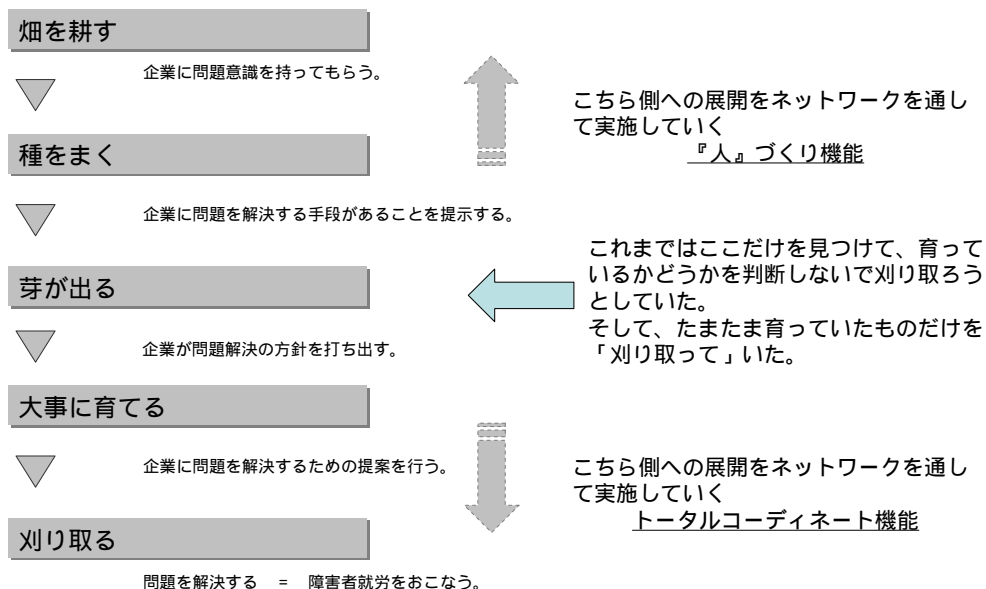 畑を耕す
企業に問題意識を持ってもらう。
こちら側への展開をネットワークを通し
て実施していく
『人』づくり機能
種をまく
企業に問題を解決する手段があることを提示する。
これまではここだけを見つけて、育って
いるかどうかを判断しないで刈り取ろう
としていた。
そして、たまたま育っていたものだけを
「刈り取って」いた。
芽が出る
企業が問題解決の方針を打ち出す。
大事に育てる
企業に問題を解決するための提案を行う。
こちら側への展開をネットワークを通し
て実施していく
トータルコーディネート機能
刈り取る
問題を解決する = 障害者就労をおこなう。